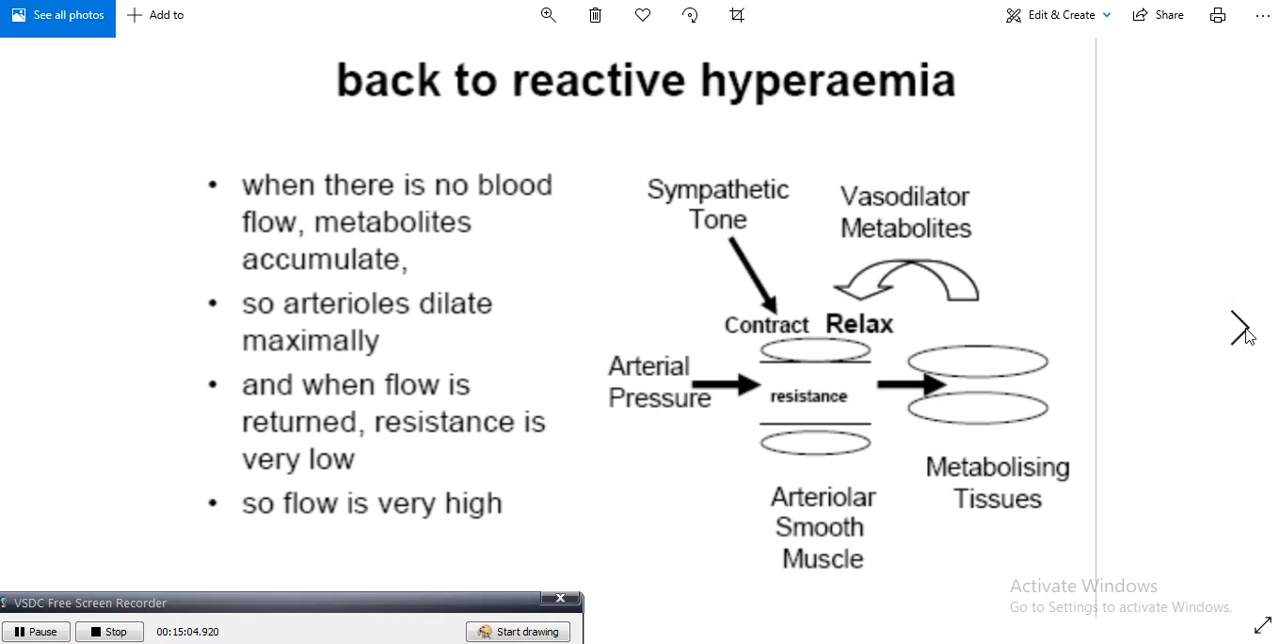 See all photos
Add to
Edit & Create
Share
back to reactive hyperaemia
• when there is no blood
flow, metabolites
accumulate,
• so arterioles dilate
maximally
• and when flow is
returned, resistance is
very low
• so flow is very high
Sympathetic
Tone
Vasodilator
Metabolites
Contract
Relax
Arterial
Pressure
resistance
Metabolising
Tissues
Arteriolar
Smooth
Muscle
Activate Windows
Go to Settings to activate Windows.
VSDC Free Screen Recorder
Pause
Stop
00:15:04.920
Start drawing